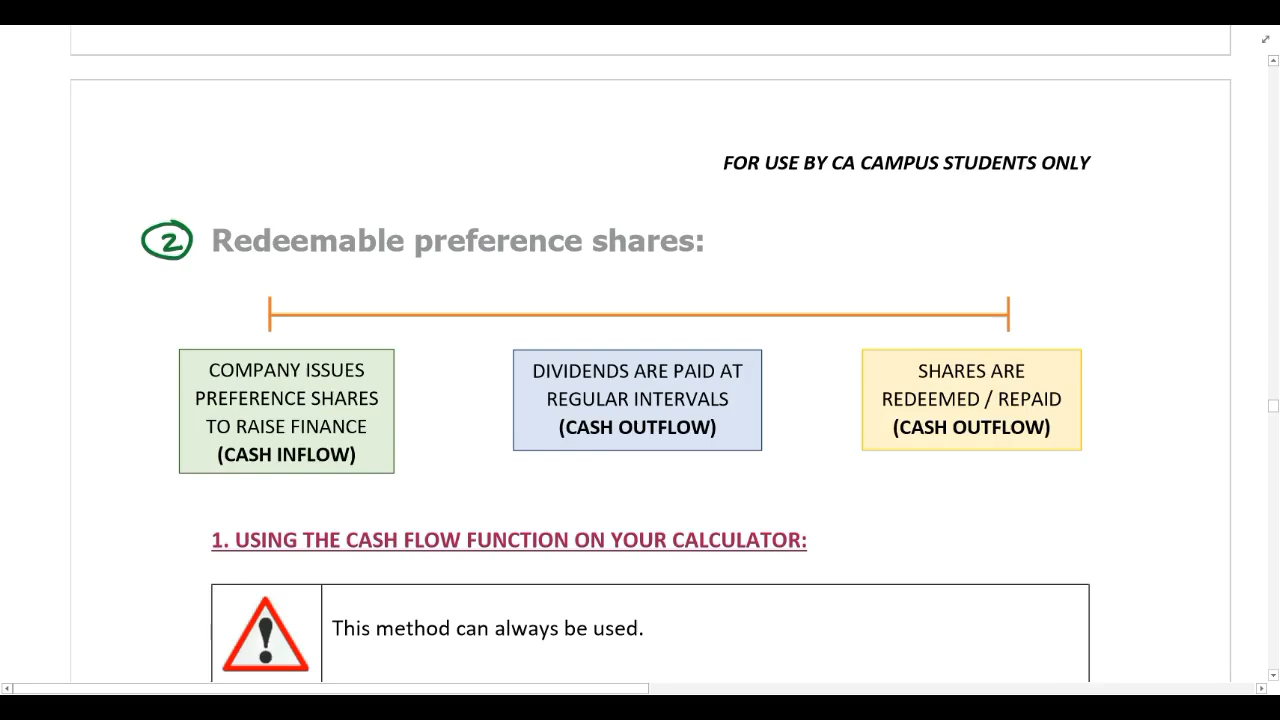 FOR USE BY CA CAMPUS STUDENTS ONLY
2 Redeemable preference shares:
COMPANY ISSUES
PREFERENCE SHARES
TO RAISE FINANCE
(CASH INFLOW)
DIVIDENDS ARE PAID AT
REGULAR INTERVALS
(CASH OUTFLOW)
SHARES ARE
REDEEMED / REPAID
(CASH OUTFLOW)
1. USING THE CASH FLOW FUNCTION ON YOUR CALCULATOR:
This method can always be used.